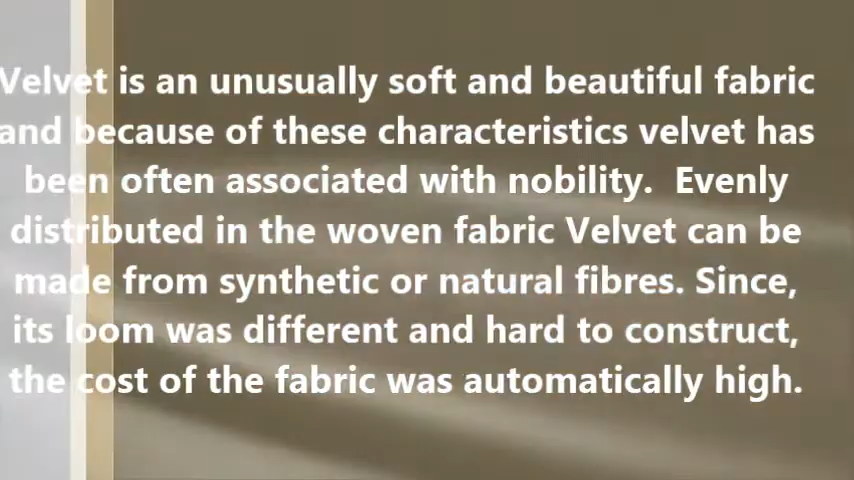 Velvet is an unusually soft and beautiful fabric
and because of these characteristics velvet has
been often associated with nobility.  Evenly
distributed in the woven fabric Velvet can be
made from synthetic or natural fibres. Since,
its loom was different and hard to construct,
the cost of the fabric was automatically high.